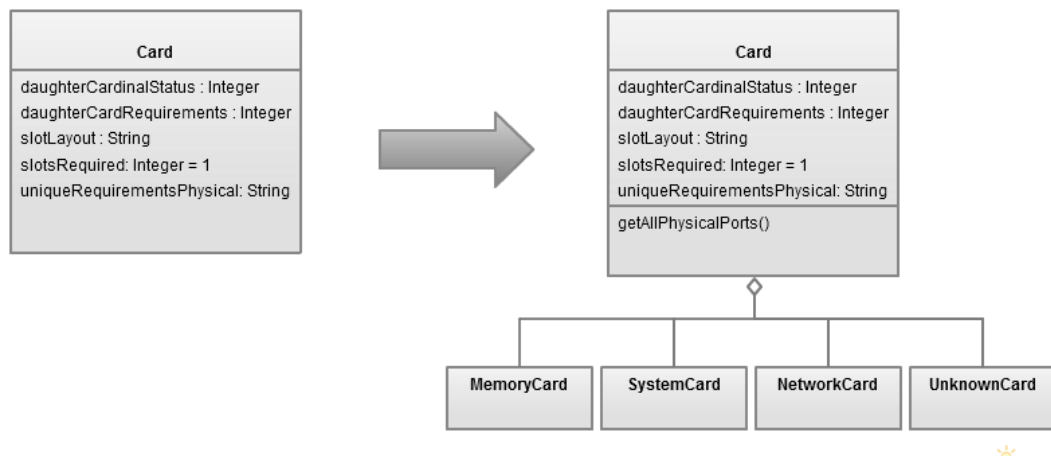 Card
daughterCardinalStatus : Integer
daughterCardRequirements : Integer
slotLayout : String
slotsRequired: Integer = 1
uniqueRequirementsPhysical: String
Card
daughterCardinalStatus : Integer
daughterCardRequirements : Integer
slotLayout : String
slotsRequired: Integer = 1
uniqueRequirementsPhysical: String
getAllPhysicalPorts()
MemoryCard
SystemCard
NetworkCard
UnknownCard